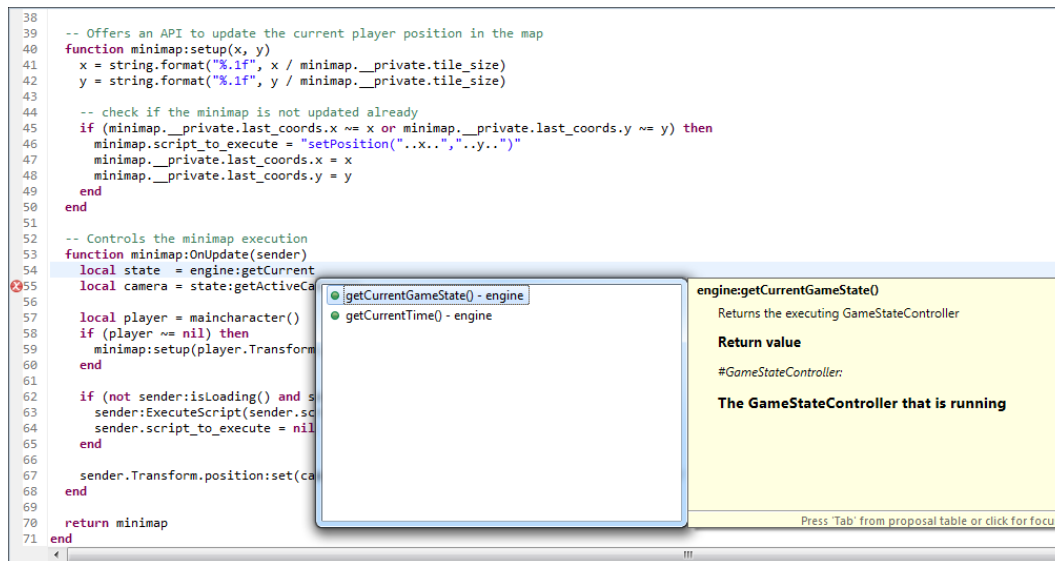 38
39 -- Offers an API to update the current player position in the map
40 function minimap:setup(x, y)
41 x = string.format("%.1f", x / minimap.__private.tile_size)
42 y = string.format("%.1f", y / minimap.__private.tile_size)
43
44 -- check if the minimap is not updated already
45 if (minimap.__private.last_coords.x ~= x or minimap.__private.last_coords.y ~= y) then
46 minimap.script_to_execute = "setPosition("..x..","..y..")"
47 minimap.__private.last_coords.x = x
48 minimap.__private.last_coords.y = y
49 end
50 end
51
52 -- Controls the minimap execution
53 function minimap:OnUpdate(sender)
54 local state = engine:getCurrent
55 local camera = state:getActiveCa
56
57 local player = maincharacter()
58 if (player ~= nil) then
59 minimap:setup(player.Transform
60 end
61
62 if (not sender:isLoading() and s
63 sender:ExecuteScript(sender.sc
64 sender.script_to_execute = nil
65 end
66
67 sender.Transform.position:set(ca
68 end
69
70 return minimap
71 end
getCurrentGameState() - engine
getCurrentTime() - engine
engine:getCurrentGameState()
Returns the executing GameStateController
Return value
#GameStateController:
The GameStateController that is running
Press 'Tab' from proposal table or click for focu